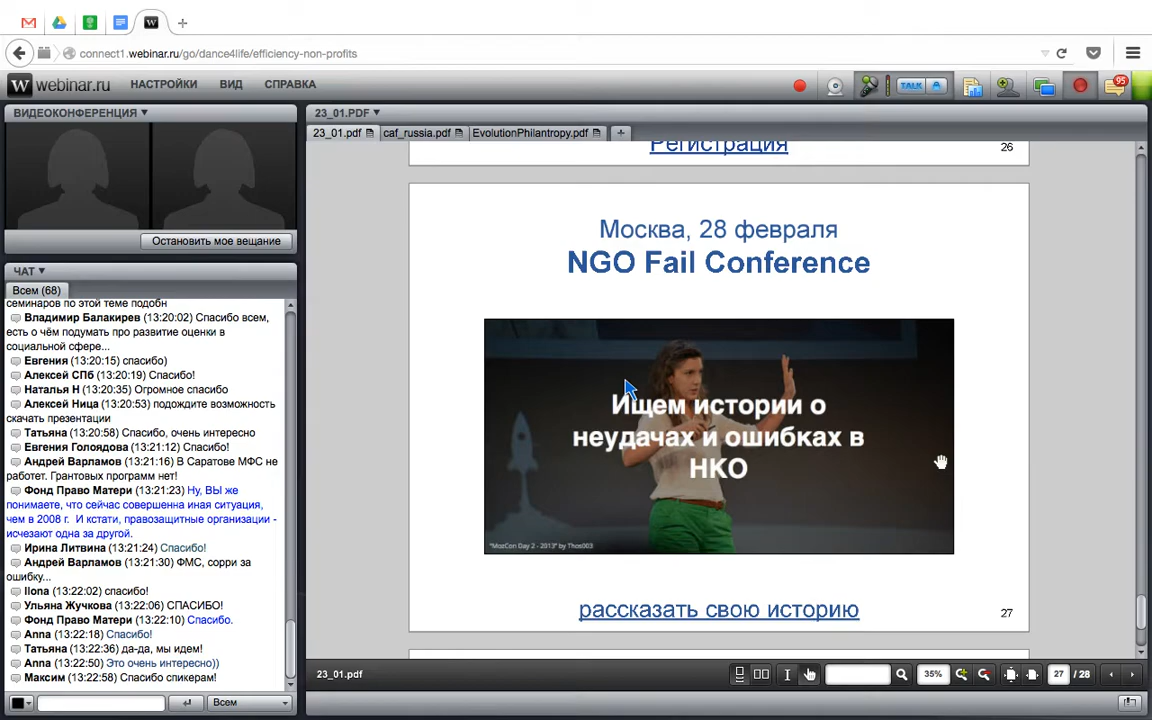 W
connect1.webinar.ru/go/dance4life/efficiency-non-profits
W webinar.ru НАСТРОЙКИ ВИД СПРАВКА TALK 95
ВИДЕОКОНФЕРЕНЦИЯ
Остановить мое вещание
ЧАТ
Всем (68)
семинаров по этой теме подобн
Владимир Балакирев (13:20:02) Спасибо всем,
есть о чём подумать про развитие оценки в
социальной сфере...
Евгения (13:20:15) спасибо)
Алексей СПб (13:20:19) Спасибо!
Наталья Н (13:20:35) Огромное спасибо
Алексей Ница (13:20:53) подождите возможность
скачать презентации
Татьяна (13:20:58) Спасибо, очень интересно
Евгения Голоядова (13:21:12) Спасибо!
Андрей Варламов (13:21:16) В Саратове МФС не
работет. Грантовых программ нет!
Фонд Право Матери (13:21:23) Ну, ВЫ же
понимаете, что сейчас совершенна иная ситуация,
чем в 2008 г. И кстати, правозащитные организации -
исчезают одна за другой.
Ирина Литвина (13:21:24) Спасибо!
Андрей Варламов (13:21:30) ФМС, сорри за
ошибку...
Ilona (13:22:02) спасибо!
Ульяна Жучкова (13:22:06) СПАСИБО!
Фонд Право Матери (13:22:10) Спасибо.
Anna (13:22:18) Спасибо!
Татьяна (13:22:36) да-да, мы идем!
Anna (13:22:50) Это очень интересно))
Максим (13:22:58) Спасибо спикерам!
Всем
23_01.PDF
23_01.pdf caf_russia.pdf EvolutionPhilantropy.pdf
Регистрация 26
Москва, 28 февраля
NGO Fail Conference
Ищем истории о
неудачах и ошибках в
НКО
"MozCon Day 2 - 2013" by Thos003
рассказать свою историю 27
23_01.pdf 35% 27 / 28